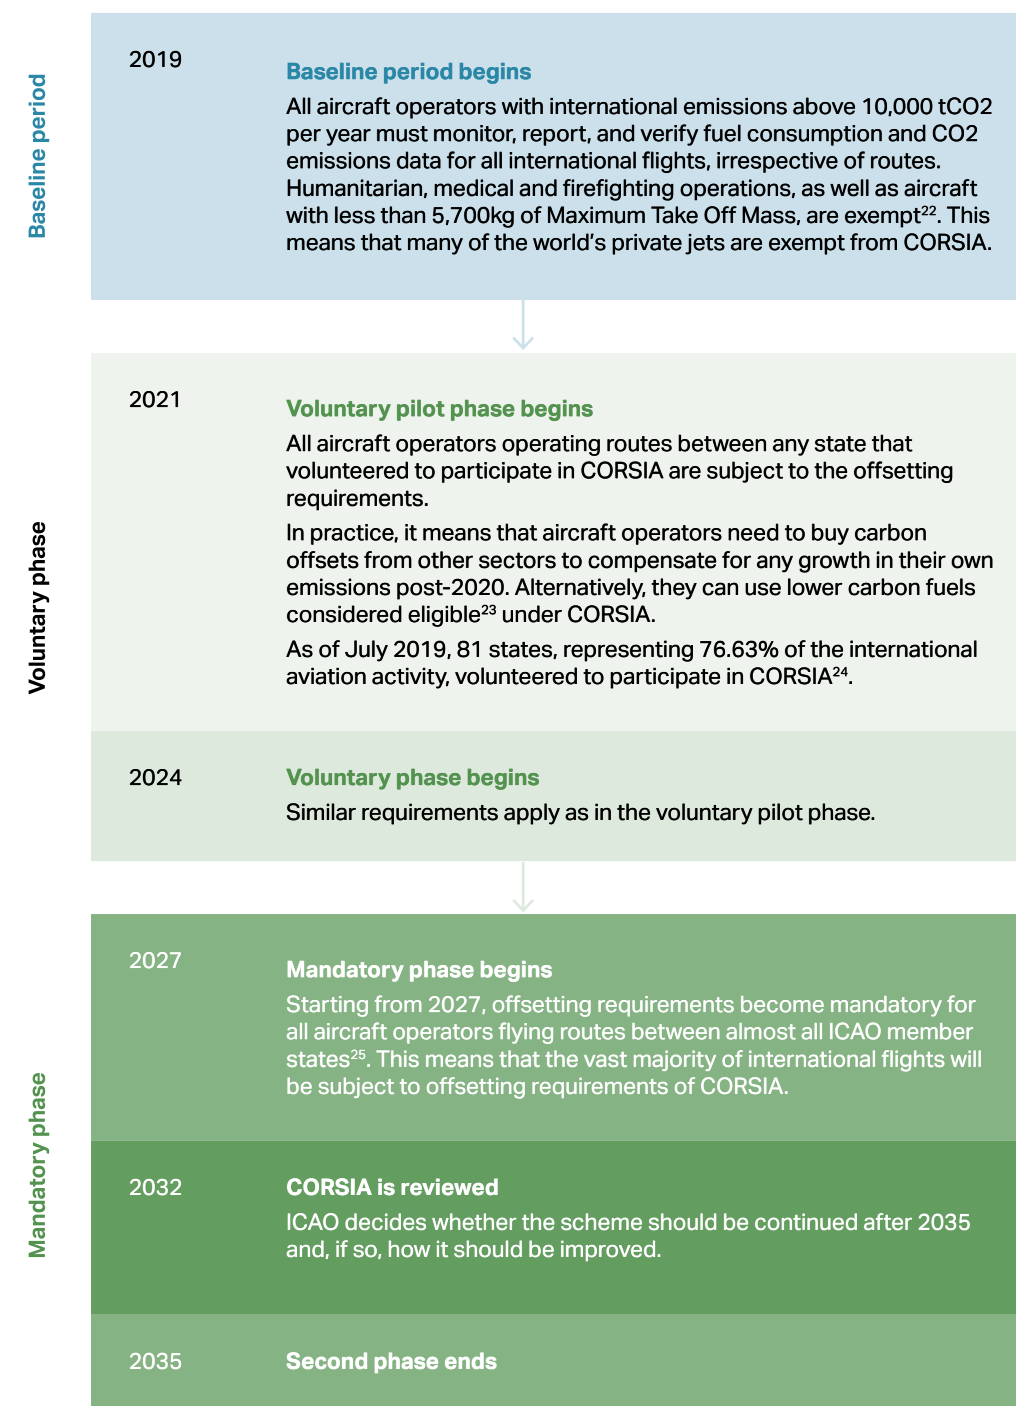 Baseline period
2019
Baseline period begins
All aircraft operators with international emissions above 10,000 tCO2
per year must monitor, report, and verify fuel consumption and CO2
emissions data for all international flights, irrespective of routes.
Humanitarian, medical and firefighting operations, as well as aircraft
with less than 5,700kg of Maximum Take Off Mass, are exempt²². This
means that many of the world’s private jets are exempt from CORSIA.
Voluntary phase
2021
Voluntary pilot phase begins
All aircraft operators operating routes between any state that
volunteered to participate in CORSIA are subject to the offsetting
requirements.
In practice, it means that aircraft operators need to buy carbon
offsets from other sectors to compensate for any growth in their own
emissions post-2020. Alternatively, they can use lower carbon fuels
considered eligible²³ under CORSIA.
As of July 2019, 81 states, representing 76.63% of the international
aviation activity, volunteered to participate in CORSIA²⁴.
2024
Voluntary phase begins
Similar requirements apply as in the voluntary pilot phase.
Mandatory phase
2027
Mandatory phase begins
Starting from 2027, offsetting requirements become mandatory for
all aircraft operators flying routes between almost all ICAO member
states²⁵. This means that the vast majority of international flights will
be subject to offsetting requirements of CORSIA.
2032
CORSIA is reviewed
ICAO decides whether the scheme should be continued after 2035
and, if so, how it should be improved.
2035
Second phase ends